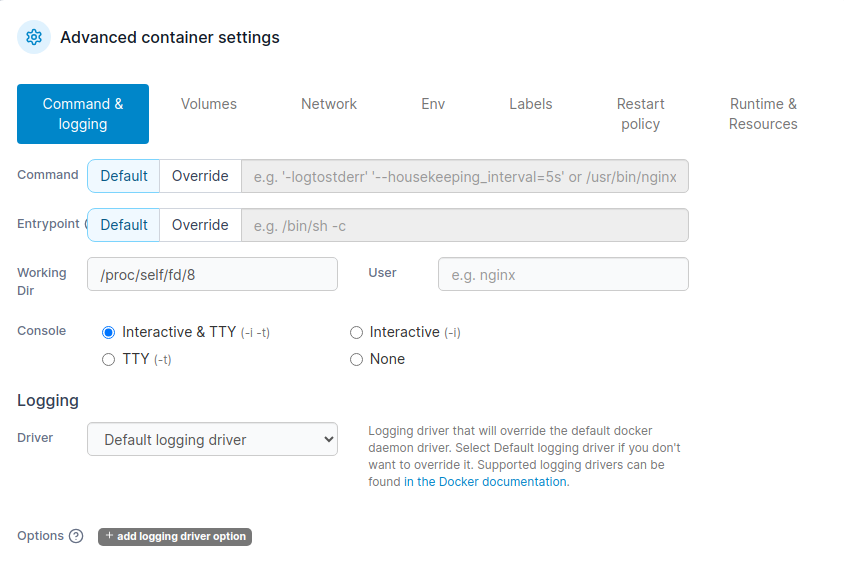 Advanced container settings
Command & logging
Volumes
Network
Env
Labels
Restart policy
Runtime & Resources
Command
Default
Override
e.g. '-logtostderr' '--housekeeping_interval=5s' or /usr/bin/nginx
Entrypoint
Default
Override
e.g. /bin/sh -c
Working Dir
/proc/self/fd/8
User
e.g. nginx
Console
Interactive & TTY (-i -t)
Interactive (-i)
TTY (-t)
None
Logging
Driver
Default logging driver
Logging driver that will override the default docker
daemon driver. Select Default logging driver if you don't
want to override it. Supported logging drivers can be
found in the Docker documentation.
Options
+ add logging driver option